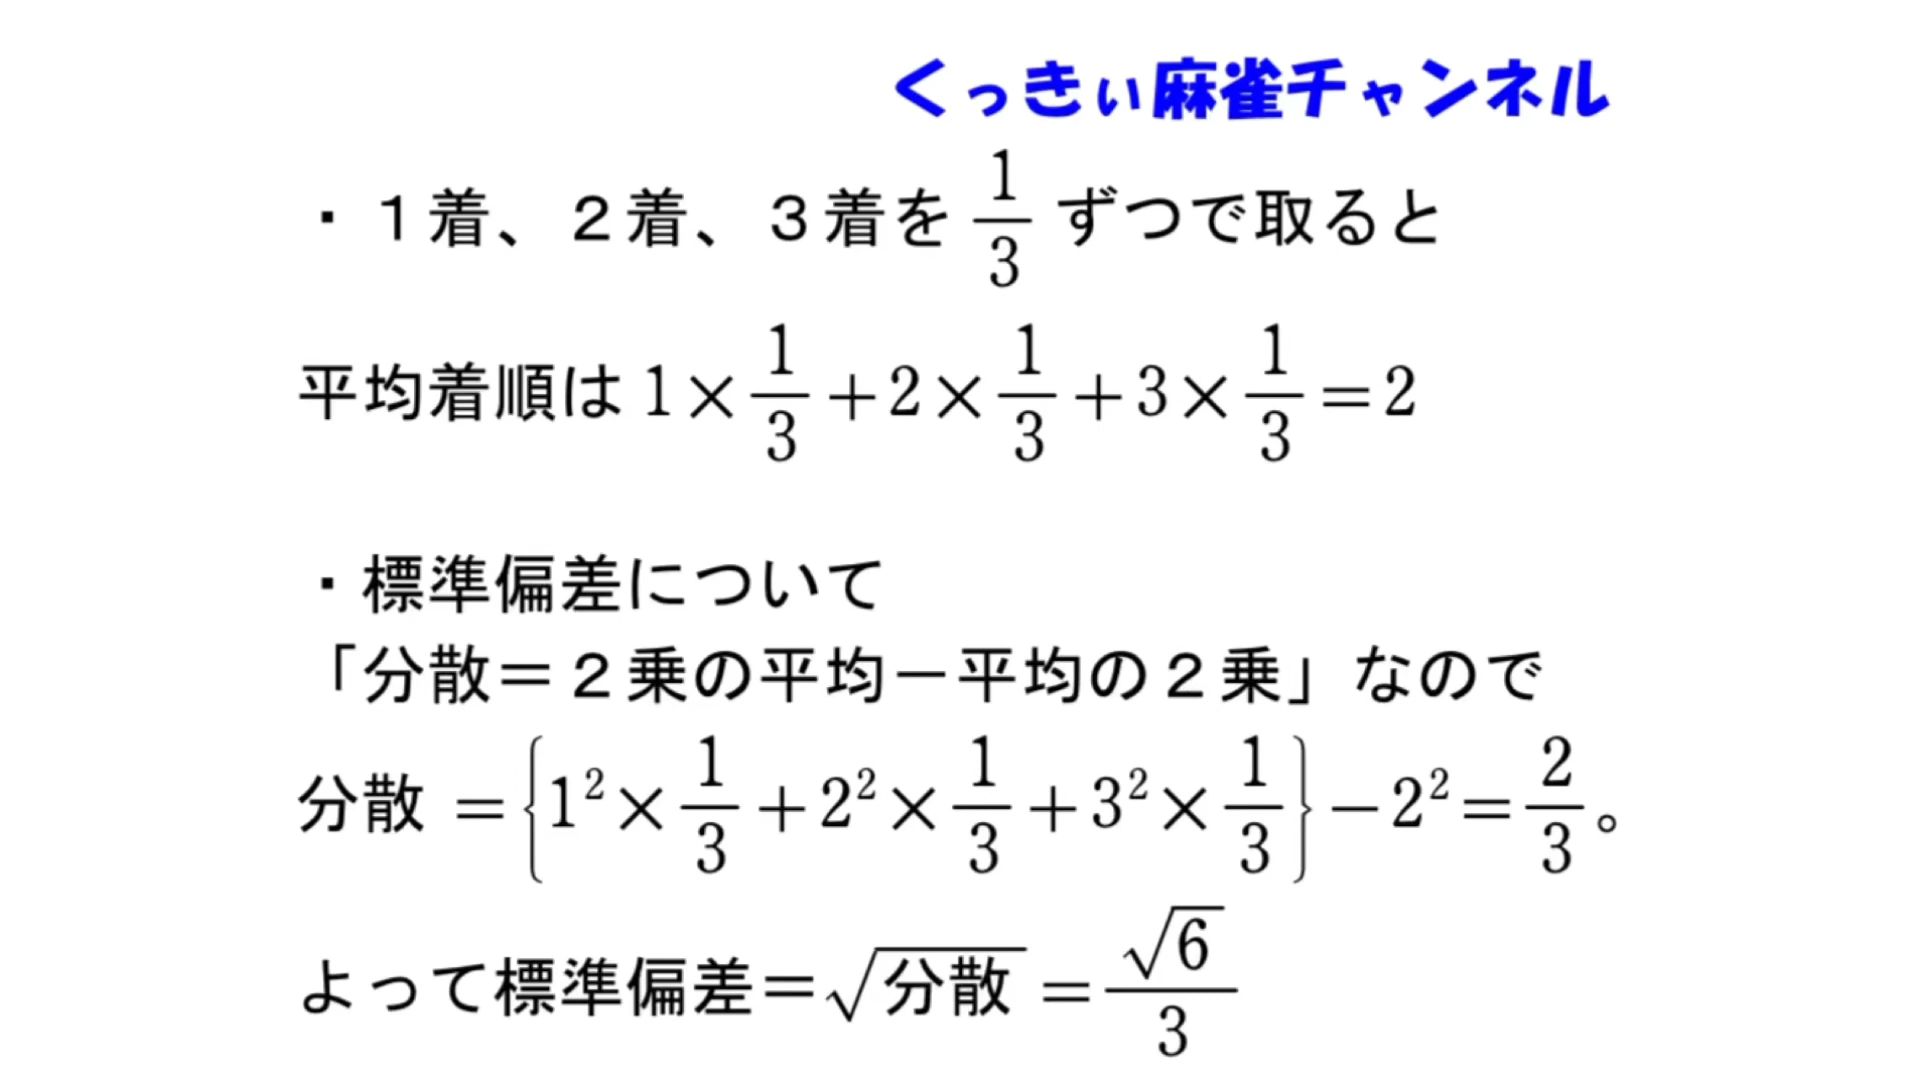 くっきぃ麻雀チャンネル
・１着、２着、３着を 1/3 ずつで取ると
平均着順は 1×1/3+2×1/3+3×1/3=2
・標準偏差について
「分散＝２乗の平均－平均の２乗」なので
分散 ={1²×1/3+2²×1/3+3²×1/3}-2²=2/3。
よって標準偏差＝√分散=√6/3